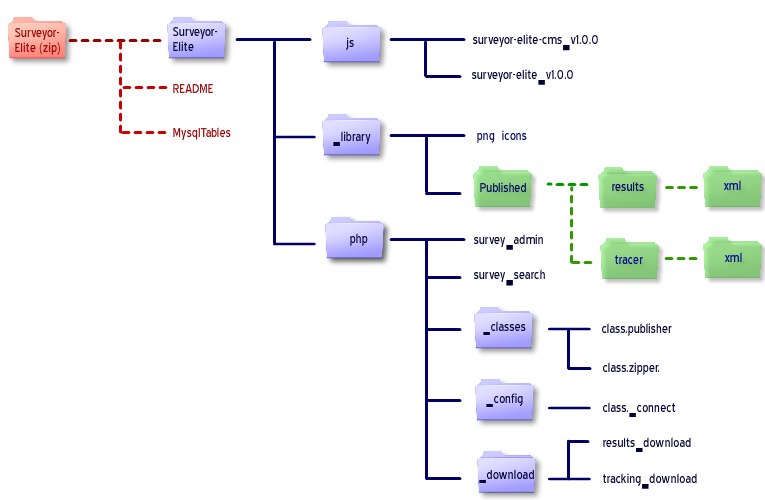 Surveyor-
Elite (zip)
Surveyor-
Elite
js
surveyor-elite-cms_v1.0.0
surveyor-elite_v1.0.0
README
MysqlTables
_library
png icons
Published
results
xml
tracer
xml
php
survey_admin
survey_search
_classes
class.publisher
class.zipper.
_config
class._connect
_download
results_download
tracking_download